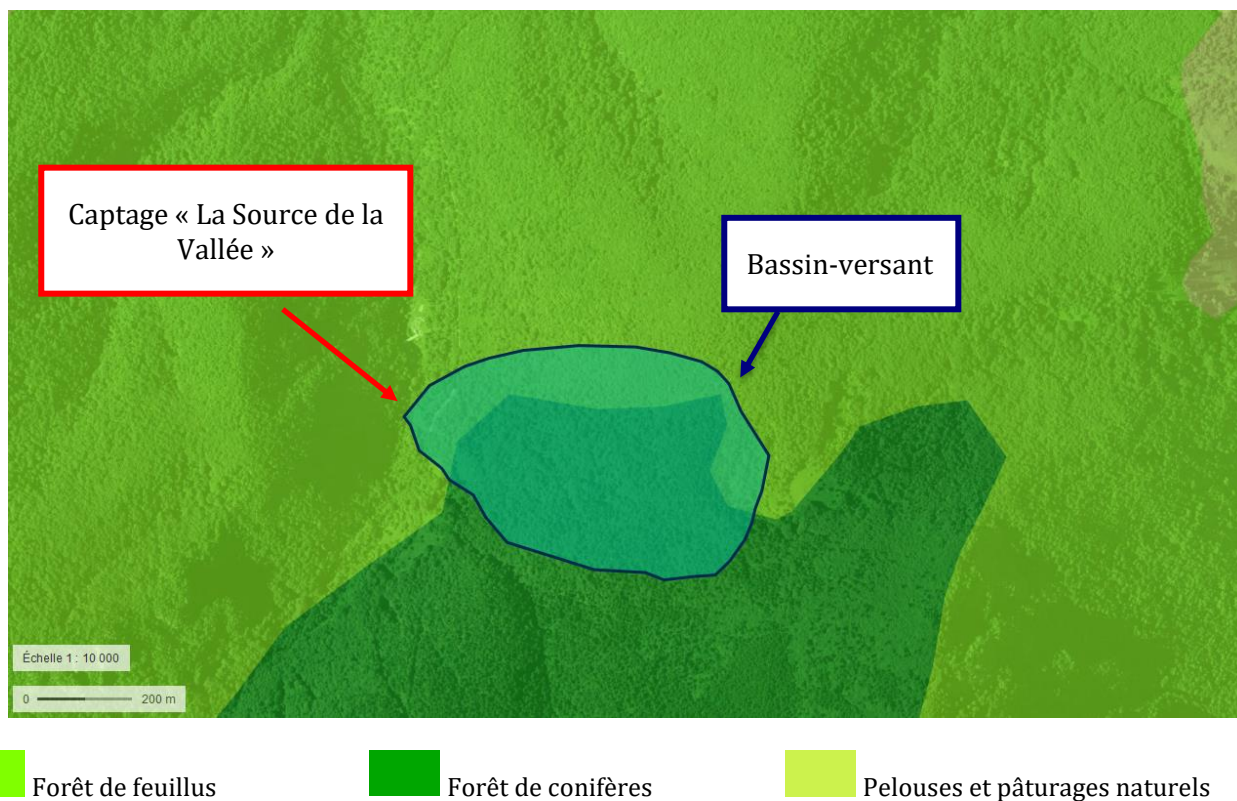 Captage « La Source de la
Vallée »
Bassin-versant
Échelle 1 : 10 000
0 200 m
Forêt de feuillus
Forêt de conifères
Pelouses et pâturages naturels